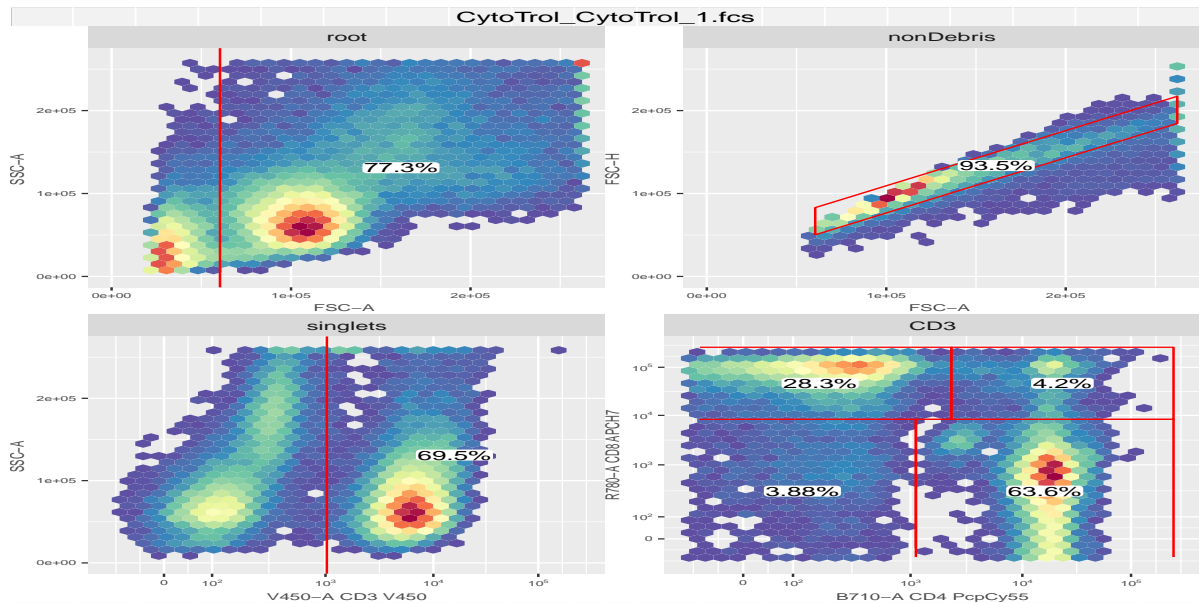 CytoTrol_CytoTrol_1.fcs
root
nonDebris
SSC−A
2e+05
1e+05
0e+00
77.3%
0e+00
1e+05
2e+05
FSC−A
FSC−H
2e+05
1e+05
0e+00
93.5%
0e+00
1e+05
2e+05
FSC−A
singlets
CD3
SSC−A
2e+05
1e+05
0e+00
69.5%
0
10²
10³
10⁴
10⁵
V450−A CD3 V450
R780−A CD8 APCH7
10⁵
10⁴
10³
10²
0
28.3%
4.2%
3.88%
63.6%
0
10²
10³
10⁴
10⁵
B710−A CD4 PcpCy55